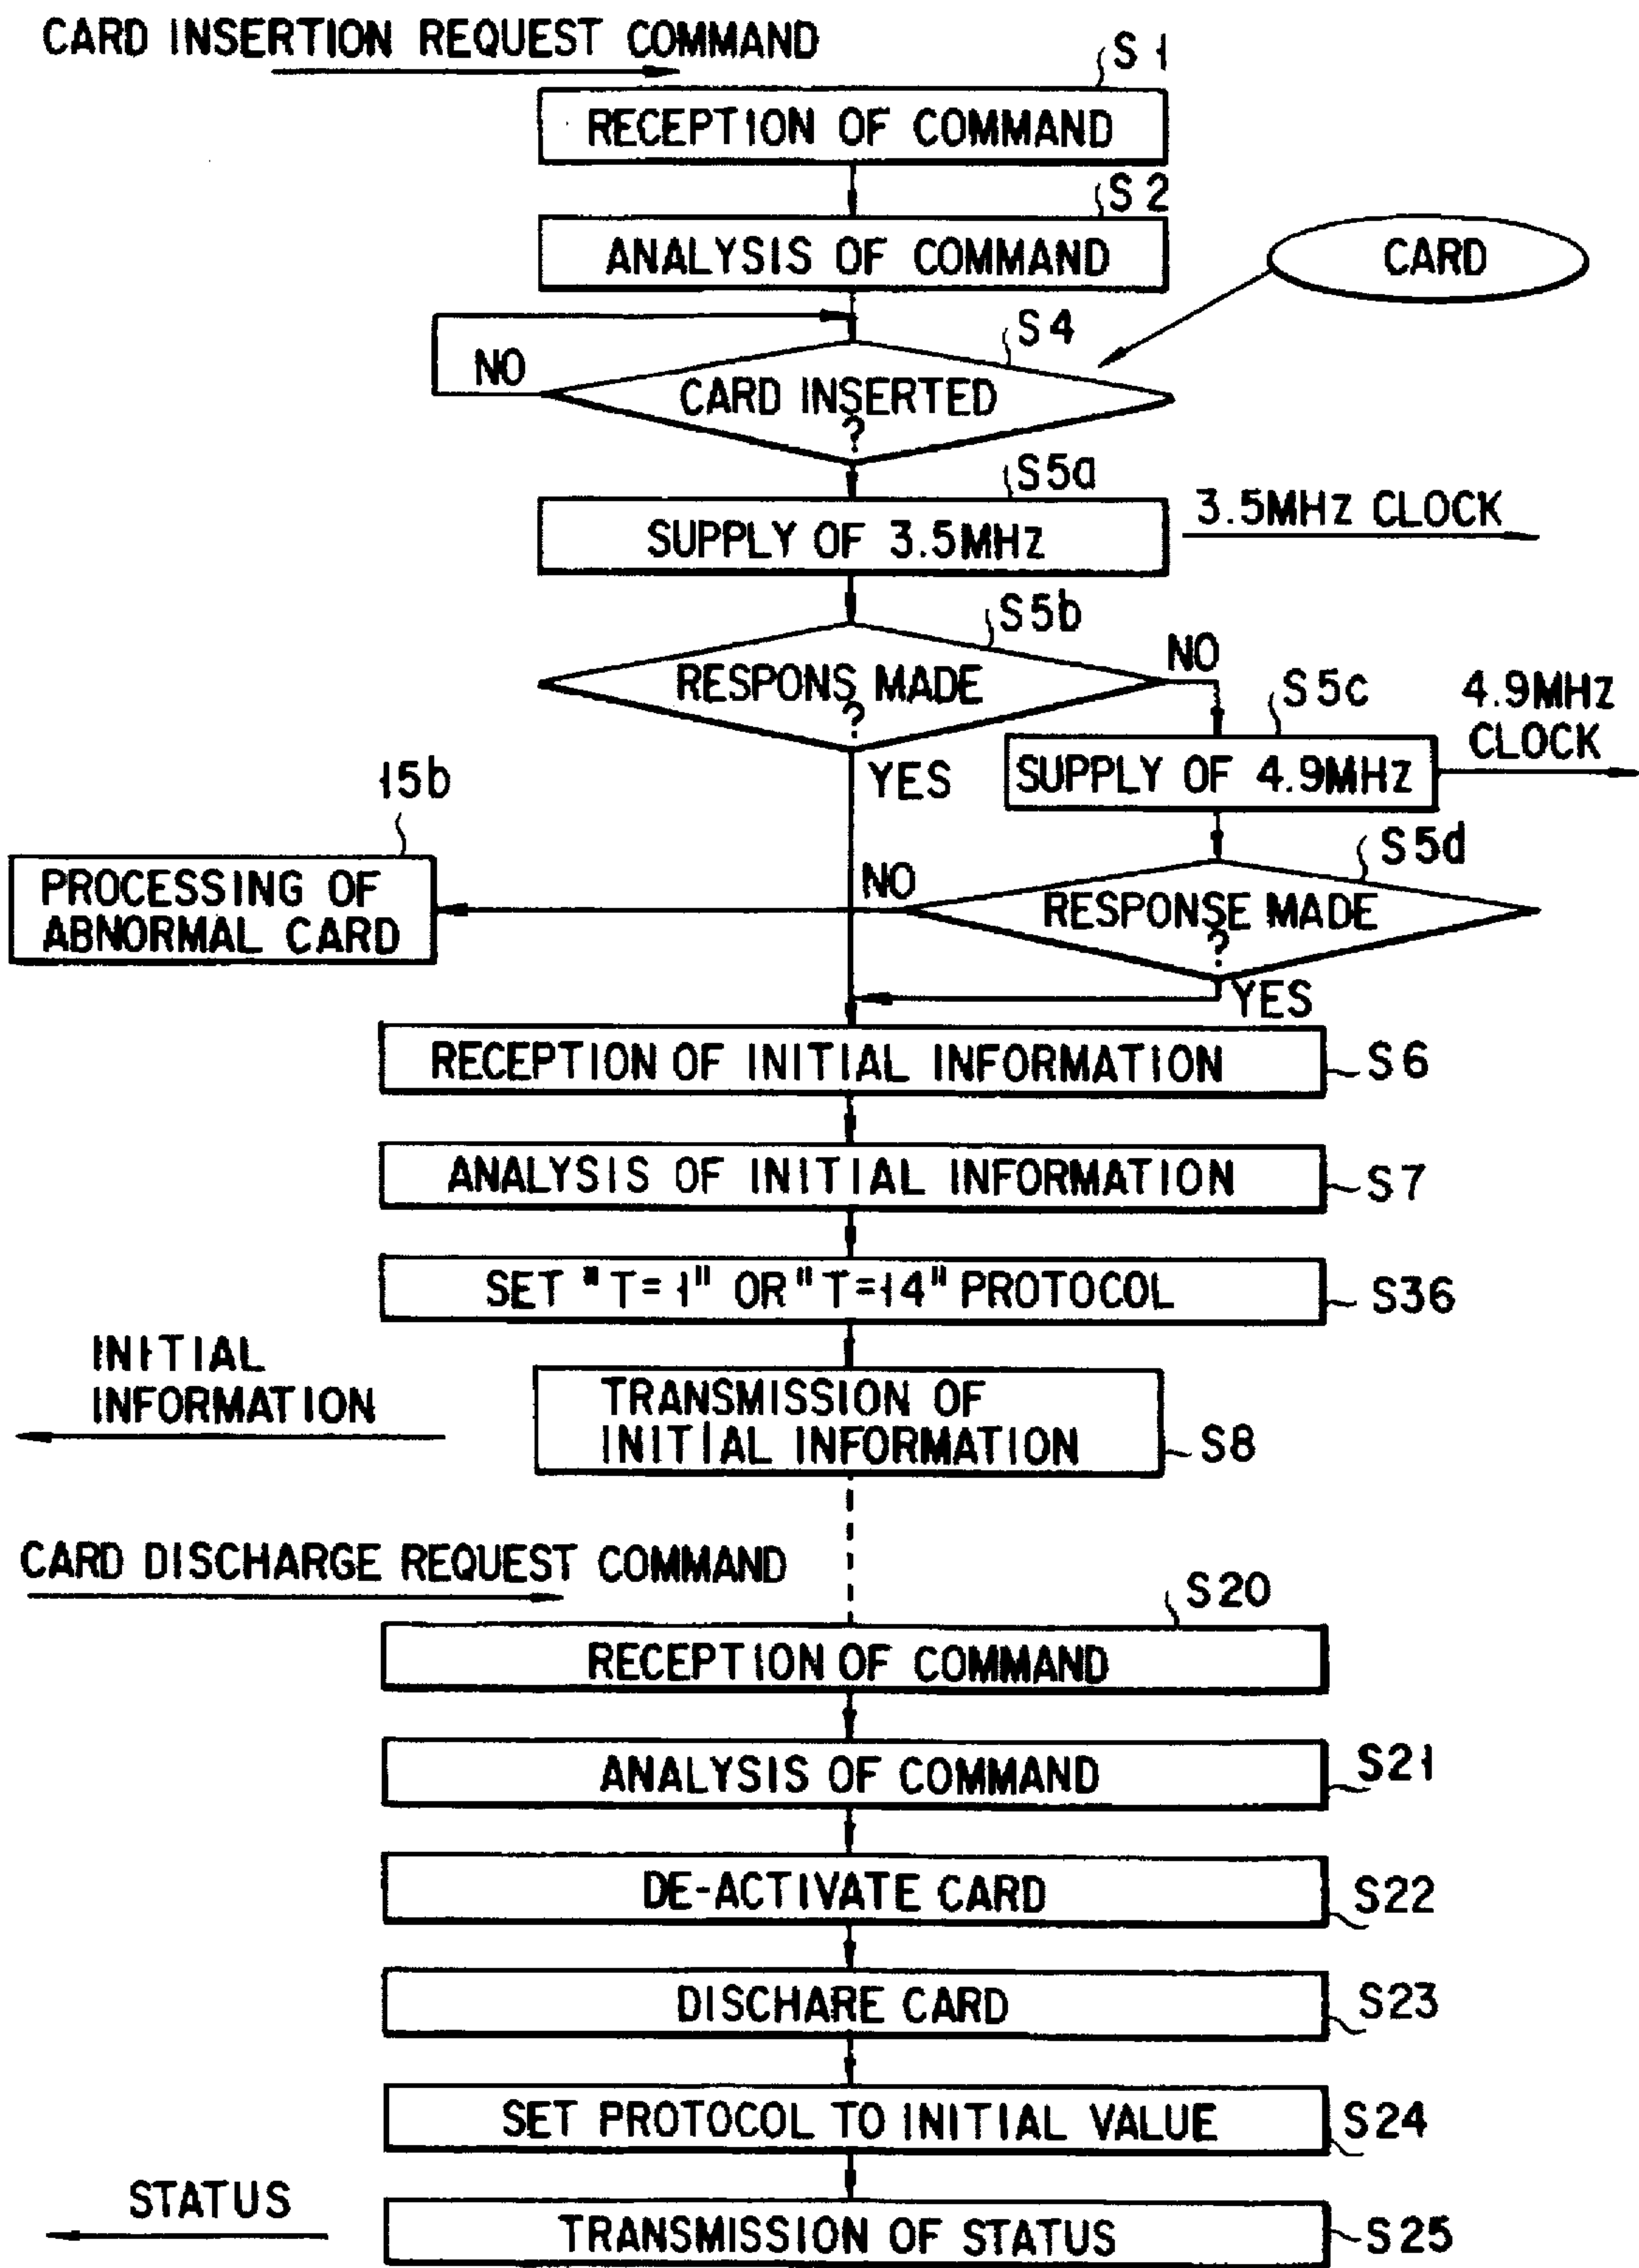 CARD INSERTION REQUEST COMMAND
S1
RECEPTION OF COMMAND
S2
ANALYSIS OF COMMAND
CARD
S4
NO
CARD INSERTED
?
S5a
SUPPLY OF 3.5MHz
3.5MHz CLOCK
S5b
RESPONS MADE
?
NO
S5c
4.9MHz
CLOCK
SUPPLY OF 4.9MHz
YES
15b
S5d
PROCESSING OF
ABNORMAL CARD
NO
RESPONSE MADE
?
YES
RECEPTION OF INITIAL INFORMATION
S6
ANALYSIS OF INITIAL INFORMATION
S7
SET "T=1" OR "T=14" PROTOCOL
S36
INITIAL
INFORMATION
TRANSMISSION OF
INITIAL INFORMATION
S8
CARD DISCHARGE REQUEST COMMAND
S20
RECEPTION OF COMMAND
ANALYSIS OF COMMAND
S21
DE-ACTIVATE CARD
S22
DISCHARE CARD
S23
SET PROTOCOL TO INITIAL VALUE
S24
STATUS
TRANSMISSION OF STATUS
S25